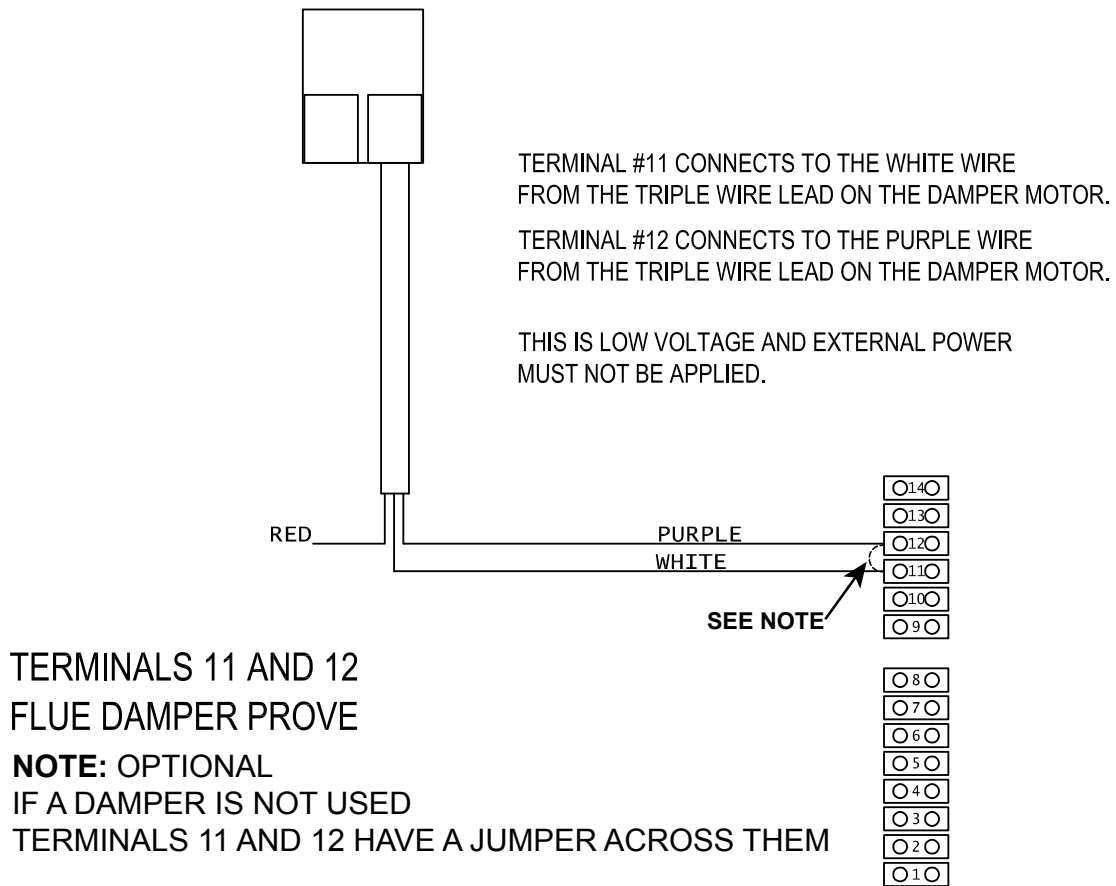 TERMINAL #11 CONNECTS TO THE WHITE WIRE
FROM THE TRIPLE WIRE LEAD ON THE DAMPER MOTOR.
TERMINAL #12 CONNECTS TO THE PURPLE WIRE
FROM THE TRIPLE WIRE LEAD ON THE DAMPER MOTOR.
THIS IS LOW VOLTAGE AND EXTERNAL POWER
MUST NOT BE APPLIED.
14
13
RED
PURPLE
12
WHITE
11
10
SEE NOTE
9
TERMINALS 11 AND 12
FLUE DAMPER PROVE
NOTE: OPTIONAL
IF A DAMPER IS NOT USED
TERMINALS 11 AND 12 HAVE A JUMPER ACROSS THEM
8
7
6
5
4
3
2
1